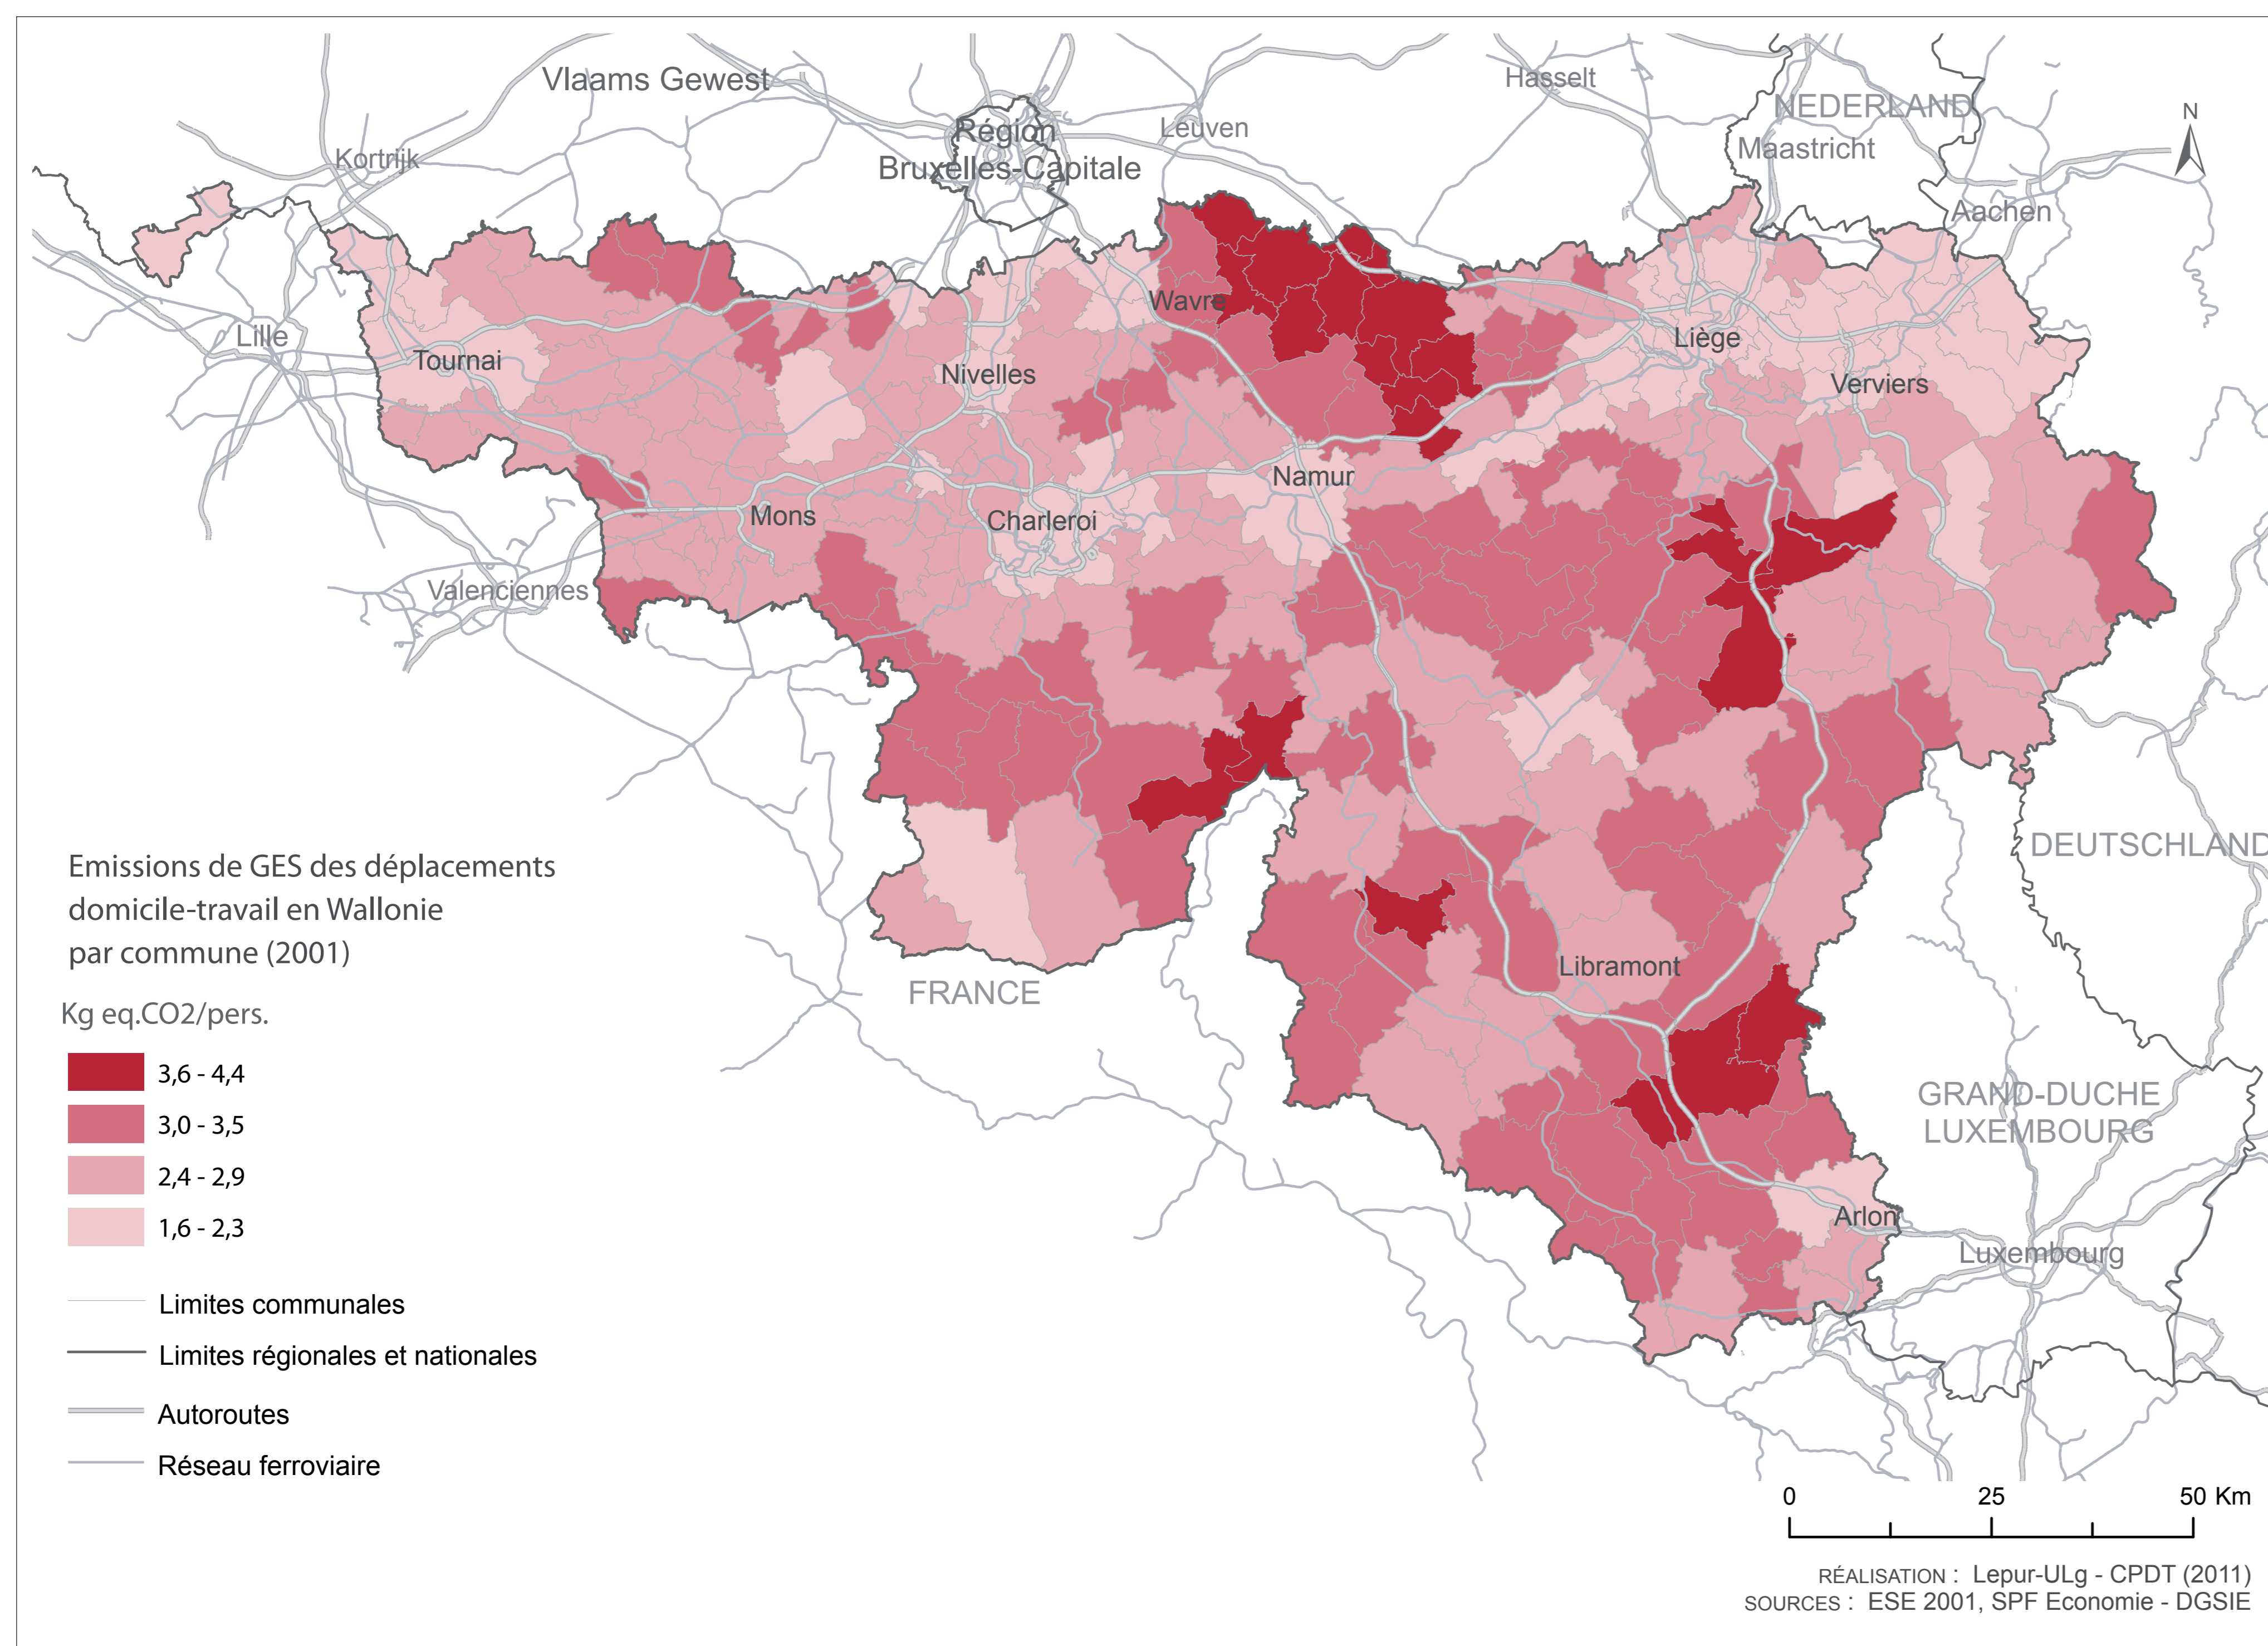 Vlaams Gewest
Hasselt
NEDERLAND
N
Kortrijk
Région
Bruxelles-Capitale
Leuven
Maastricht
Aachen
Lille
Tournai
Wavre
Nivelles
Liège
Verviers
Namur
Mons
Charleroi
Valenciennes
DEUTSCHLAND
Libramont
FRANCE
GRAND-DUCHE
LUXEMBOURG
Arlon
Luxembourg
Emissions de GES des déplacements
domicile-travail en Wallonie
par commune (2001)
Kg eq.CO2/pers.
3,6 - 4,4
3,0 - 3,5
2,4 - 2,9
1,6 - 2,3
Limites communales
Limites régionales et nationales
Autoroutes
Réseau ferroviaire
0 25 50 Km
RÉALISATION : Lepur-ULg - CPDT (2011)
SOURCES : ESE 2001, SPF Economie - DGSIE